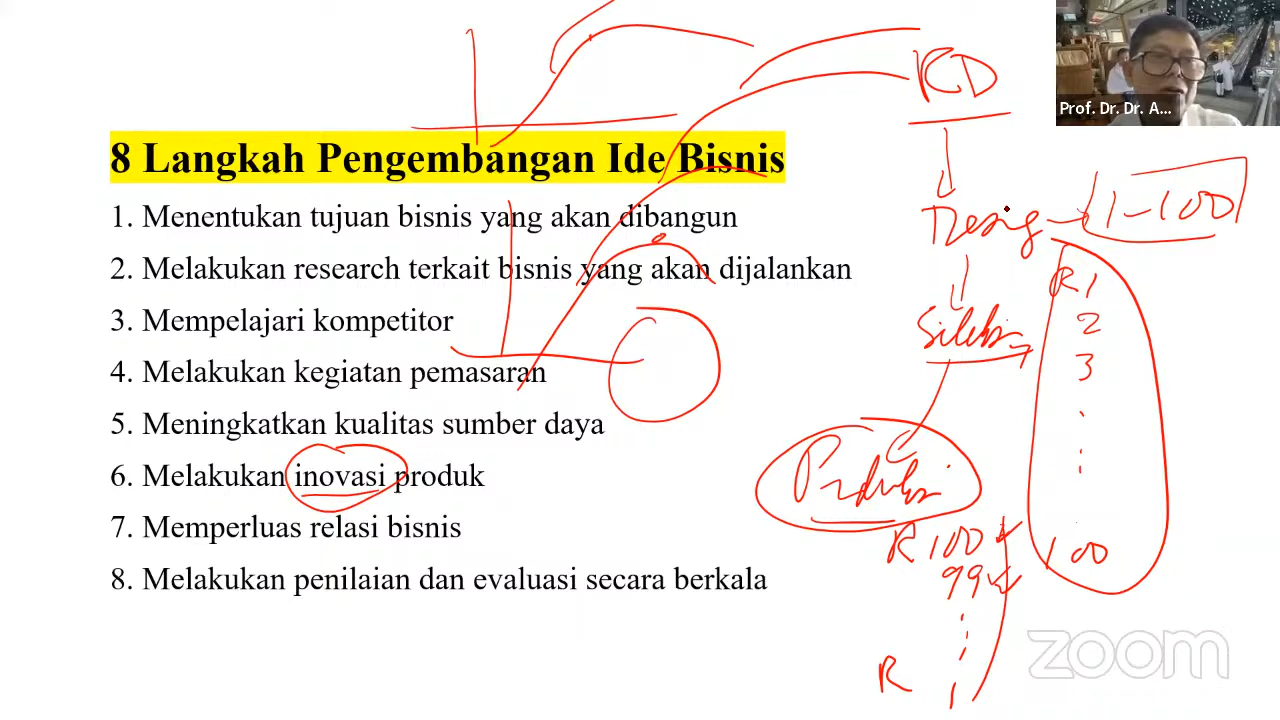 RD
Prof. Dr. Dr. A...
8 Langkah Pengembangan Ide Bisnis
1. Menentukan tujuan bisnis yang akan dibangun
1-100
2. Melakukan research terkait bisnis yang akan dijalankan
R1
2
3. Mempelajari kompetitor
3
4. Melakukan kegiatan pemasaran
5. Meningkatkan kualitas sumber daya
6. Melakukan inovasi produk
7. Memperluas relasi bisnis
R100
100
8. Melakukan penilaian dan evaluasi secara berkala
99
zoom
R 1